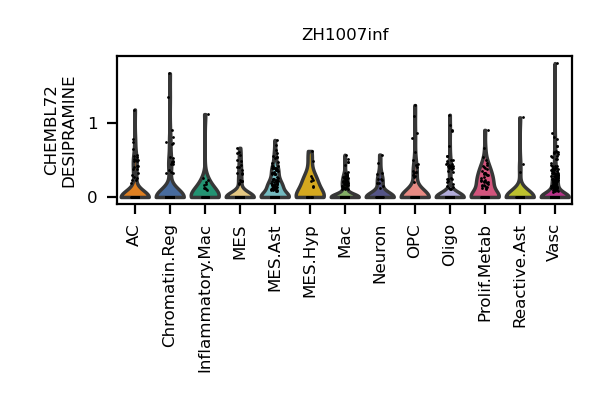 ZH1007inf
CHEMBL72
DESIPRAMINE
1
0
AC
Chromatin.Reg
Inflammatory.Mac
MES
MES.Ast
MES.Hyp
Mac
Neuron
OPC
Oligo
Prolif.Metab
Reactive.Ast
Vasc